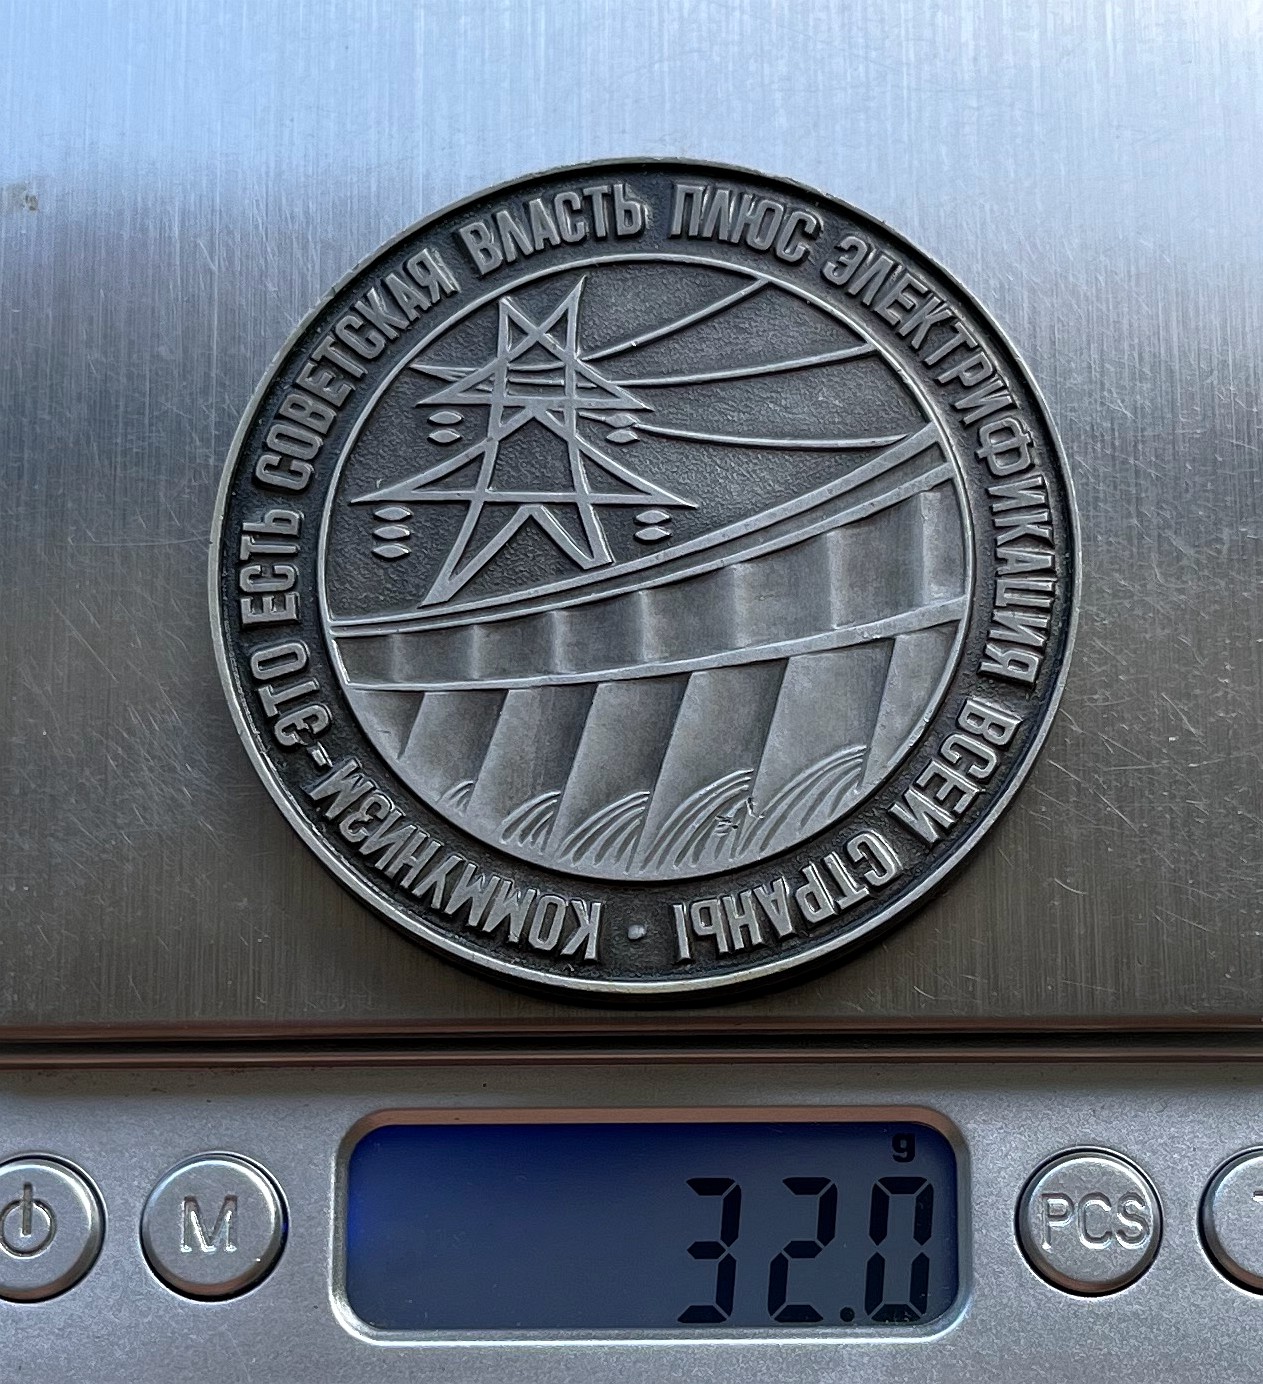 КОММУНИЗМ-ЭТО ЕСТЬ СОВЕТСКАЯ ВЛАСТЬ ПЛЮС ЭЛЕКТРИФИКАЦИЯ ВСЕЙ СТРАНЫ •
g
32.0
M
PCS